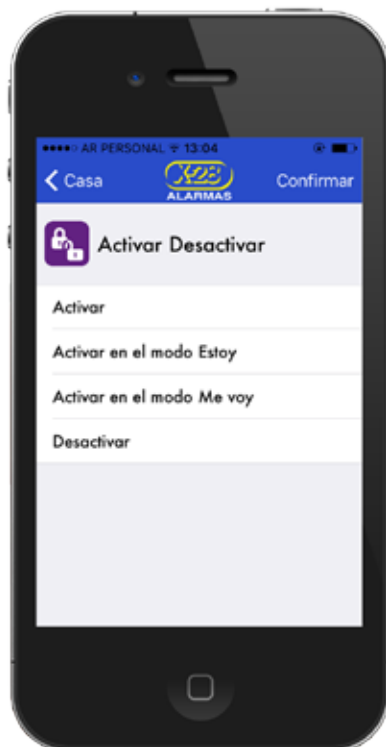 AR PERSONAL 13:04
Casa
X-28
ALARMAS
Confirmar
Activar Desactivar
Activar
Activar en el modo Estoy
Activar en el modo Me voy
Desactivar